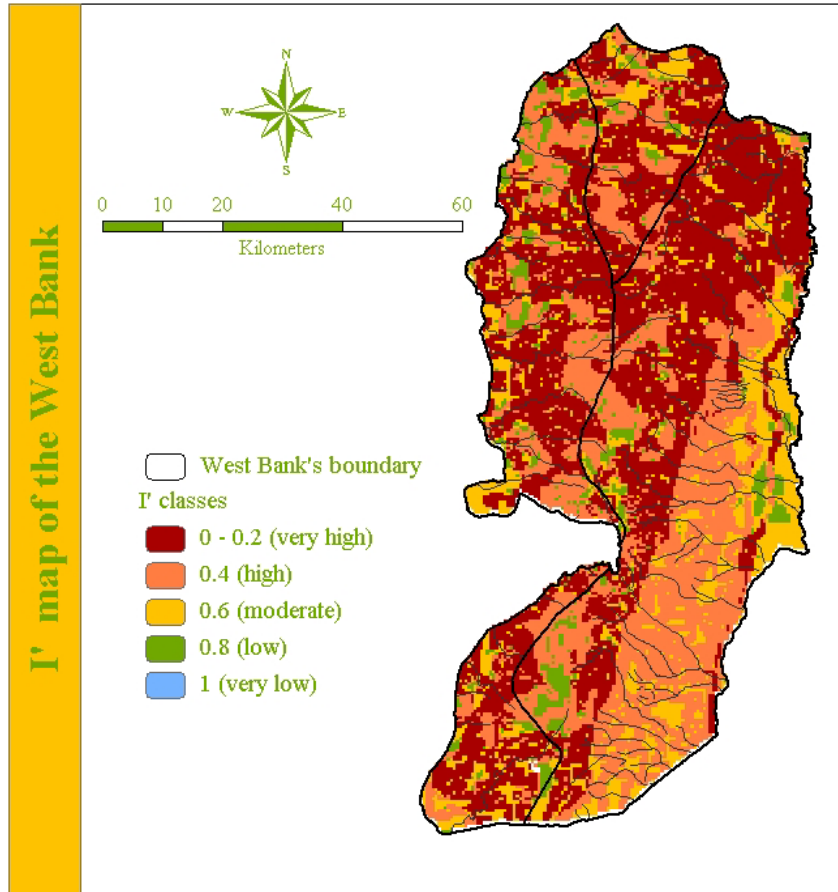 I' map of the West Bank
N
W
E
S
0 10 20 40 60
Kilometers
West Bank's boundary
I' classes
0 - 0.2 (very high)
0.4 (high)
0.6 (moderate)
0.8 (low)
1 (very low)